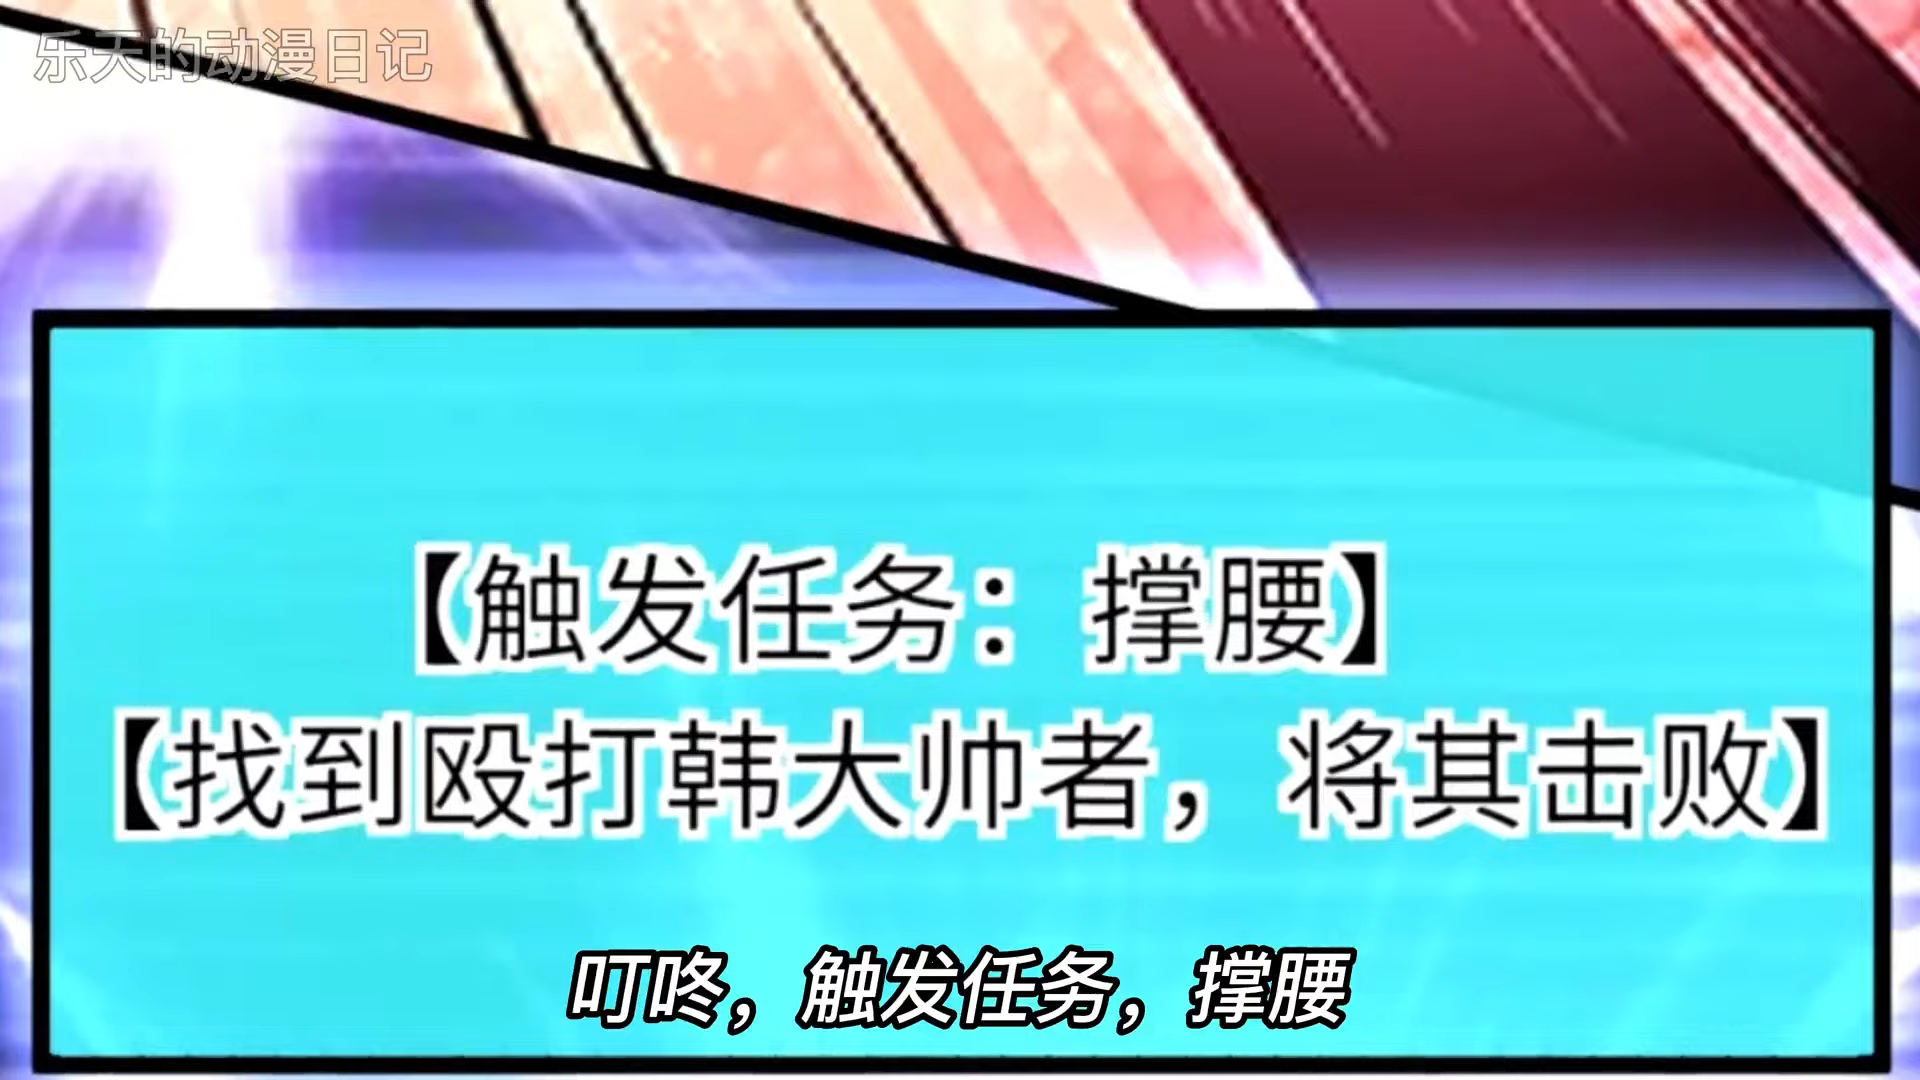 乐天的动漫日记
【触发任务：撑腰】
【找到殴打韩大帅者，将其击败】
叮咚，触发任务，撑腰